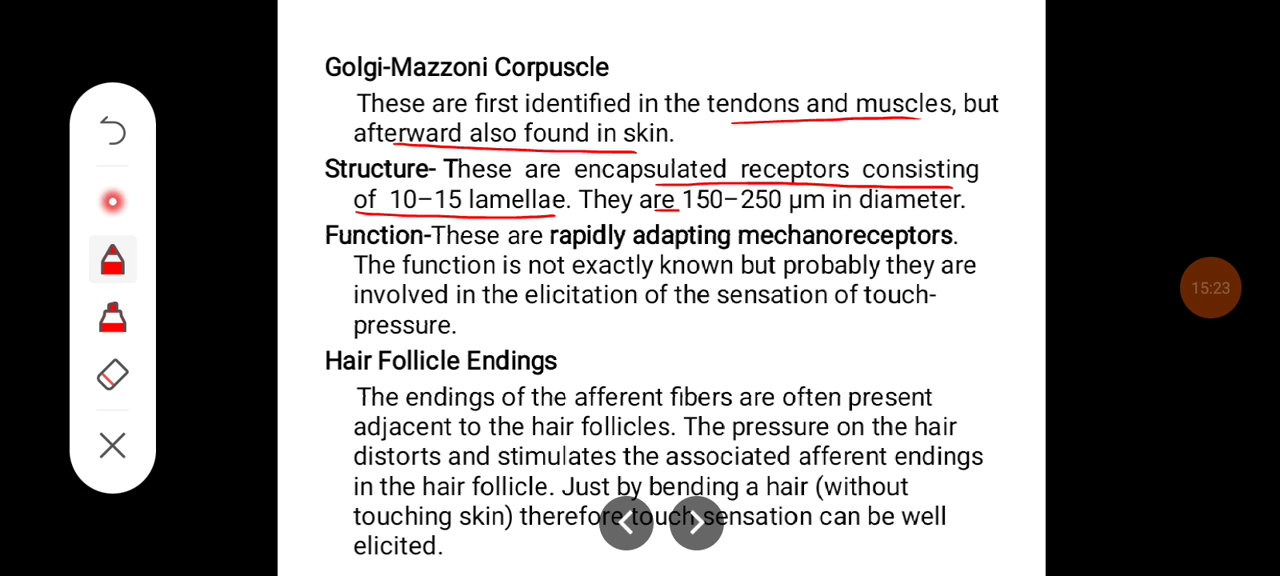 Golgi-Mazzoni Corpuscle
These are first identified in the tendons and muscles, but
afterward also found in skin.
Structure- These are encapsulated receptors consisting
of 10–15 lamellae. They are 150–250 μm in diameter.
Function-These are rapidly adapting mechanoreceptors.
The function is not exactly known but probably they are
involved in the elicitation of the sensation of touch-
pressure.
Hair Follicle Endings
The endings of the afferent fibers are often present
adjacent to the hair follicles. The pressure on the hair
distorts and stimulates the associated afferent endings
in the hair follicle. Just by bending a hair (without
touching skin) therefore touch sensation can be well
elicited.
15:23